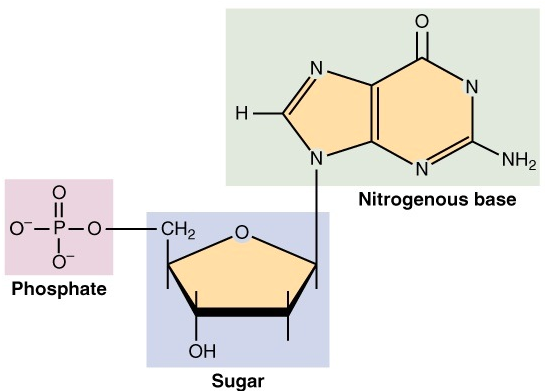 O
N
N
H
N
N
NH₂
Nitrogenous base
O
O⁻
P
O
CH₂
O
O⁻
Phosphate
OH
Sugar